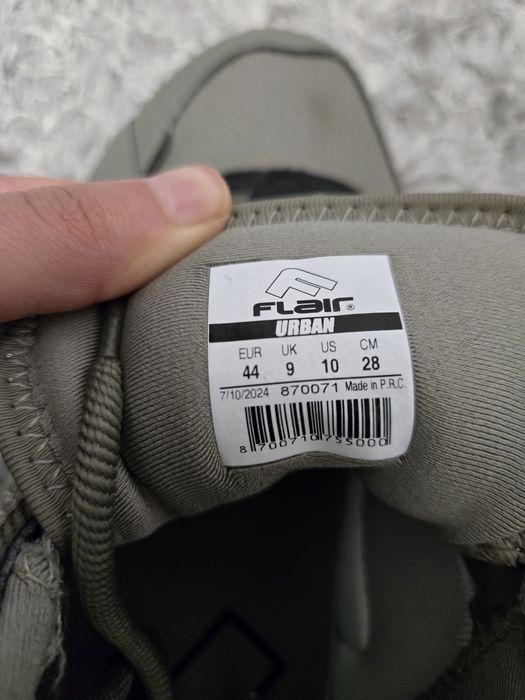 FLaIr®
URBAN
EUR UK US CM
44 9 10 28
7/10/2024 870071 Made in P.R.C.
8 700710 755000